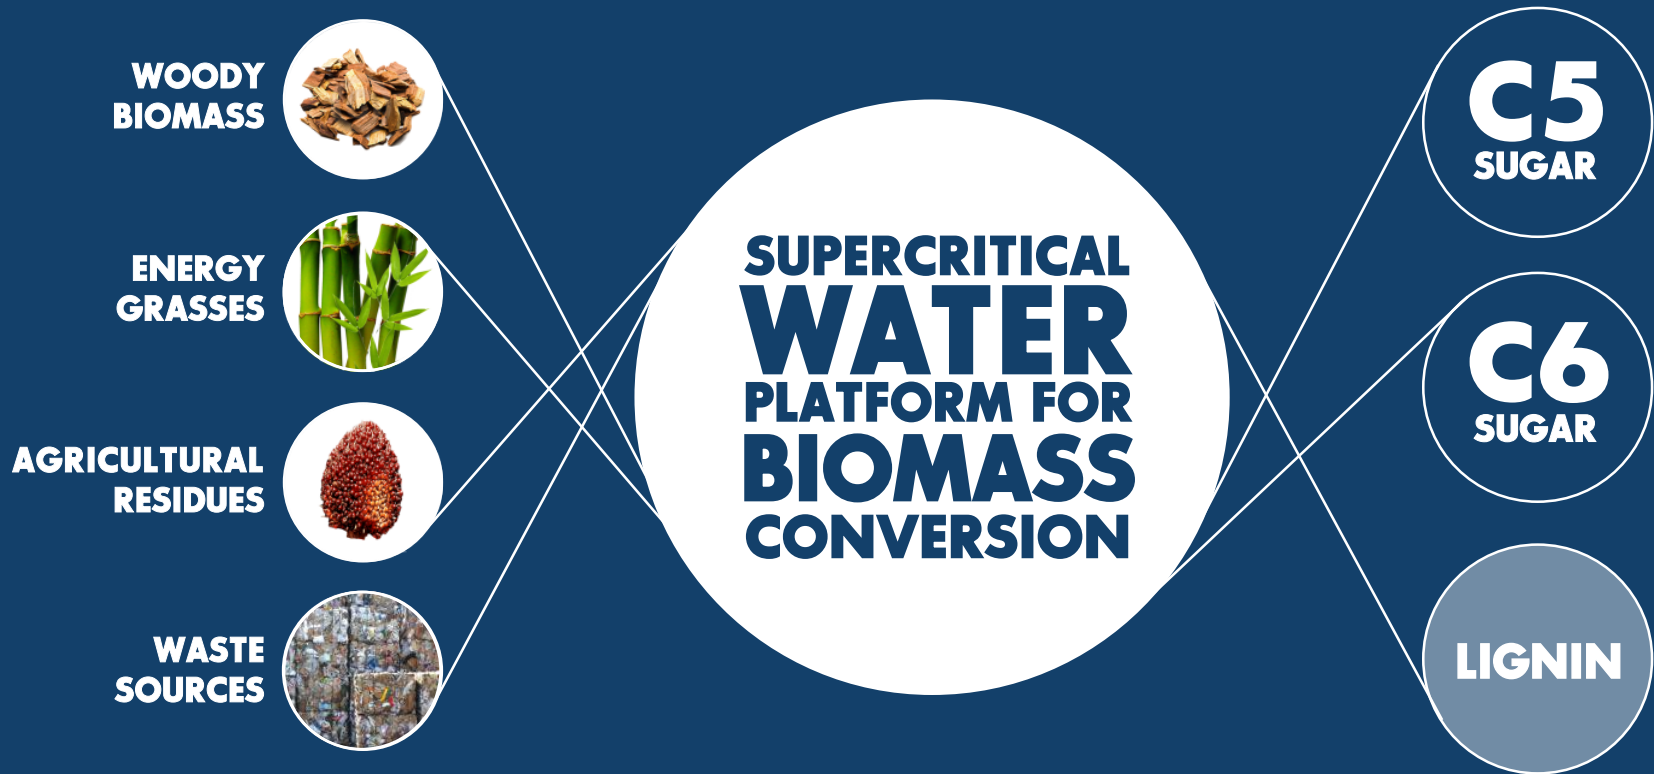 WOODY
BIOMASS
ENERGY
GRASSES
AGRICULTURAL
RESIDUES
WASTE
SOURCES
SUPERCRITICAL
WATER
PLATFORM FOR
BIOMASS
CONVERSION
C5
SUGAR
C6
SUGAR
LIGNIN